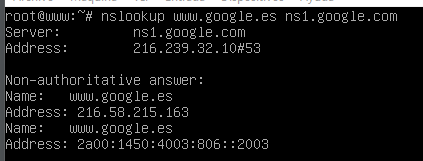 root@www:~# nslookup www.google.es ns1.google.com
Server: ns1.google.com
Address: 216.239.32.10#53
Non-authoritative answer:
Name: www.google.es
Address: 216.58.215.163
Name: www.google.es
Address: 2a00:1450:4003:806::2003